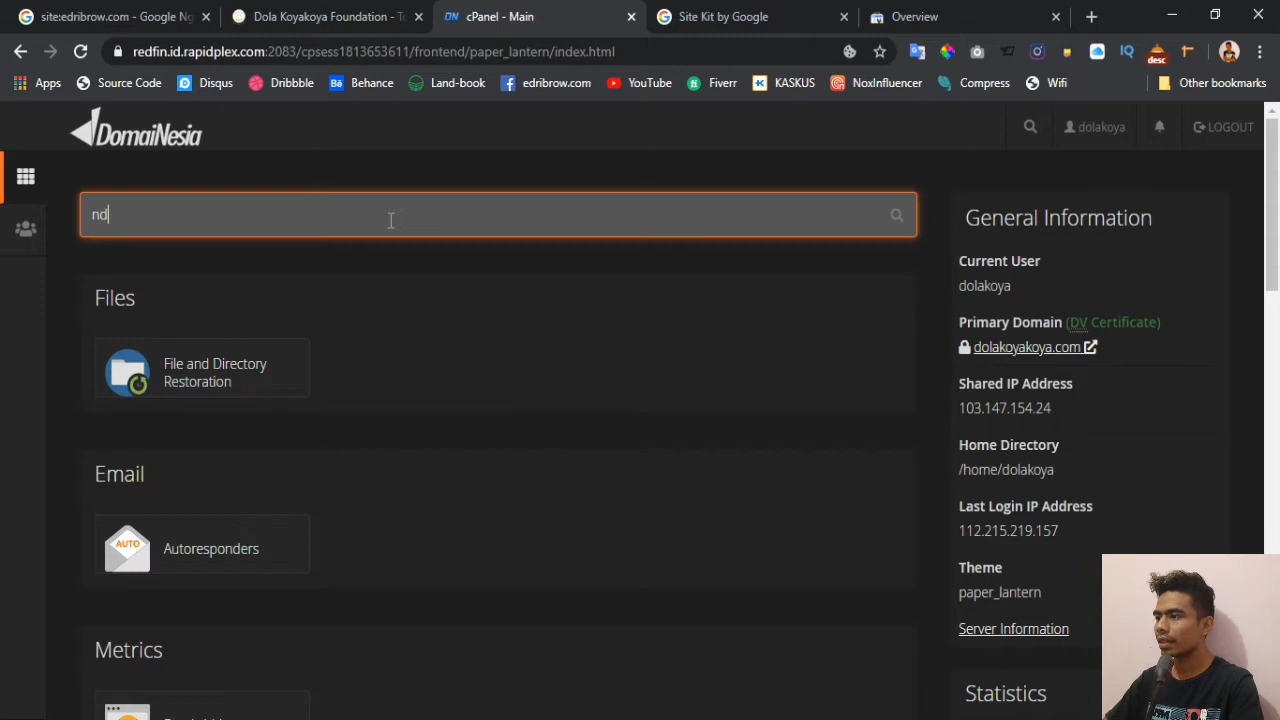 site:edribrow.com - Google Ng
Dola Koyakoya Foundation - To
cPanel - Main
Site Kit by Google
Overview
redfin.id.rapidplex.com:2083/cpsess1813653611/frontend/paper_lantern/index.html
desc
Apps
Source Code
Disqus
Dribbble
Behance
Land-book
edribrow.com
YouTube
Fiverr
KASKUS
NoxInfluencer
Compress
Wifi
Other bookmarks
DomaiNesia
dolakoya
LOGOUT
nd
Files
File and Directory
Restoration
Email
AUTO
Autoresponders
Metrics
General Information
Current User
dolakoya
Primary Domain (DV Certificate)
dolakoyakoya.com
Shared IP Address
103.147.154.24
Home Directory
/home/dolakoya
Last Login IP Address
112.215.219.157
Theme
paper_lantern
Server Information
Statistics